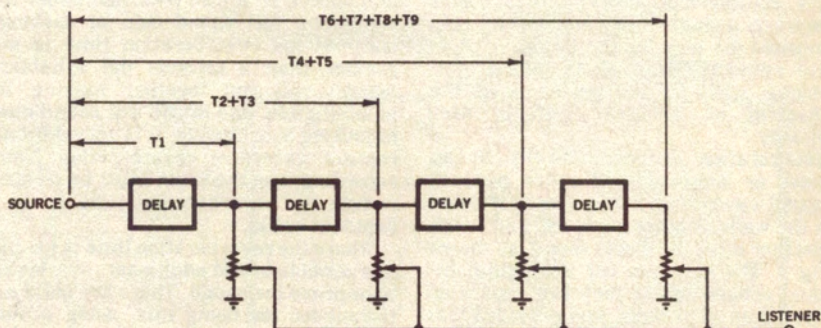 T6+T7+T8+T9
T4+T5
T2+T3
T1
SOURCE DELAY DELAY DELAY DELAY
LISTENER